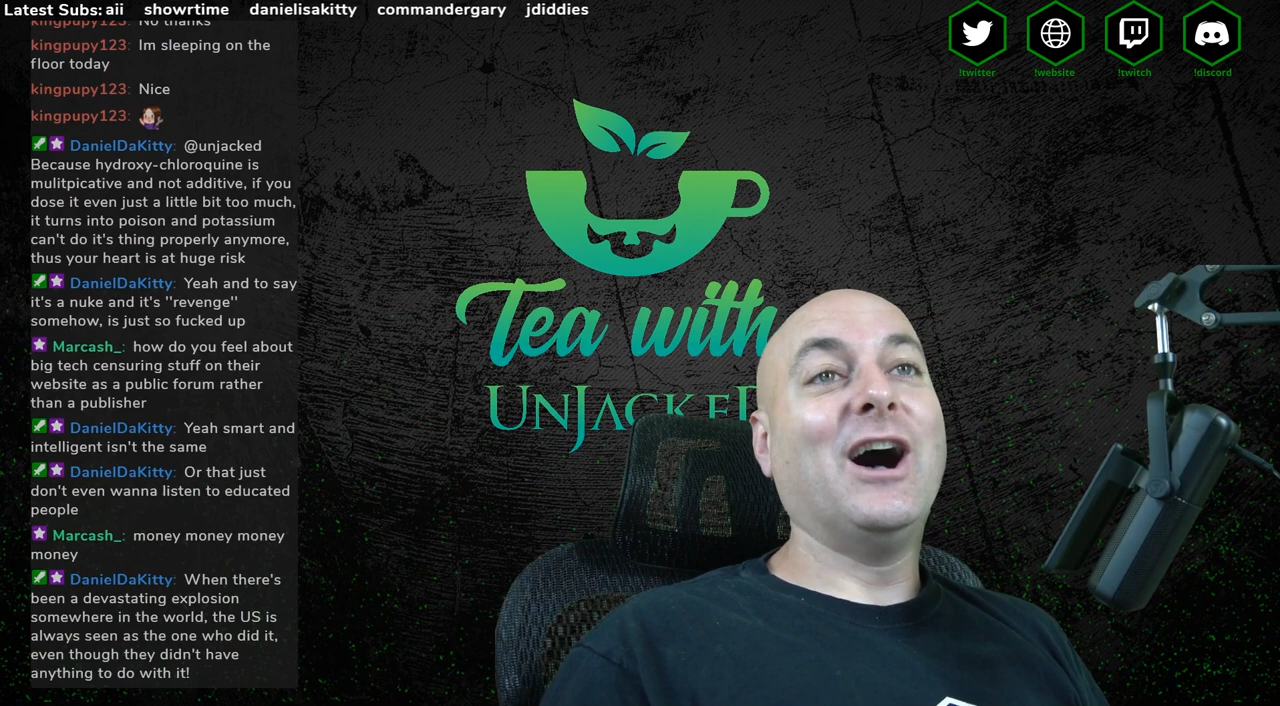 Latest Subs: aii showrtime danielisakitty commandergary jdiddies
kingpupy123: No thanks
kingpupy123: Im sleeping on the
floor today
kingpupy123: Nice
kingpupy123:
DanielDaKitty: @unjacked
Because hydroxy-chloroquine is
mulitpicative and not additive, if you
dose it even just a little bit too much,
it turns into poison and potassium
can't do it's thing properly anymore,
thus your heart is at huge risk
DanielDaKitty: Yeah and to say
it's a nuke and it's ''revenge''
somehow, is just so fucked up
Marcash_: how do you feel about
big tech censuring stuff on their
website as a public forum rather
than a publisher
DanielDaKitty: Yeah smart and
intelligent isn't the same
DanielDaKitty: Or that just
don't even wanna listen to educated
people
Marcash_: money money money
money
DanielDaKitty: When there's
been a devastating explosion
somewhere in the world, the US is
always seen as the one who did it,
even though they didn't have
anything to do with it!
Tea with
UNJACKED
!twitter
!website
!twitch
!discord